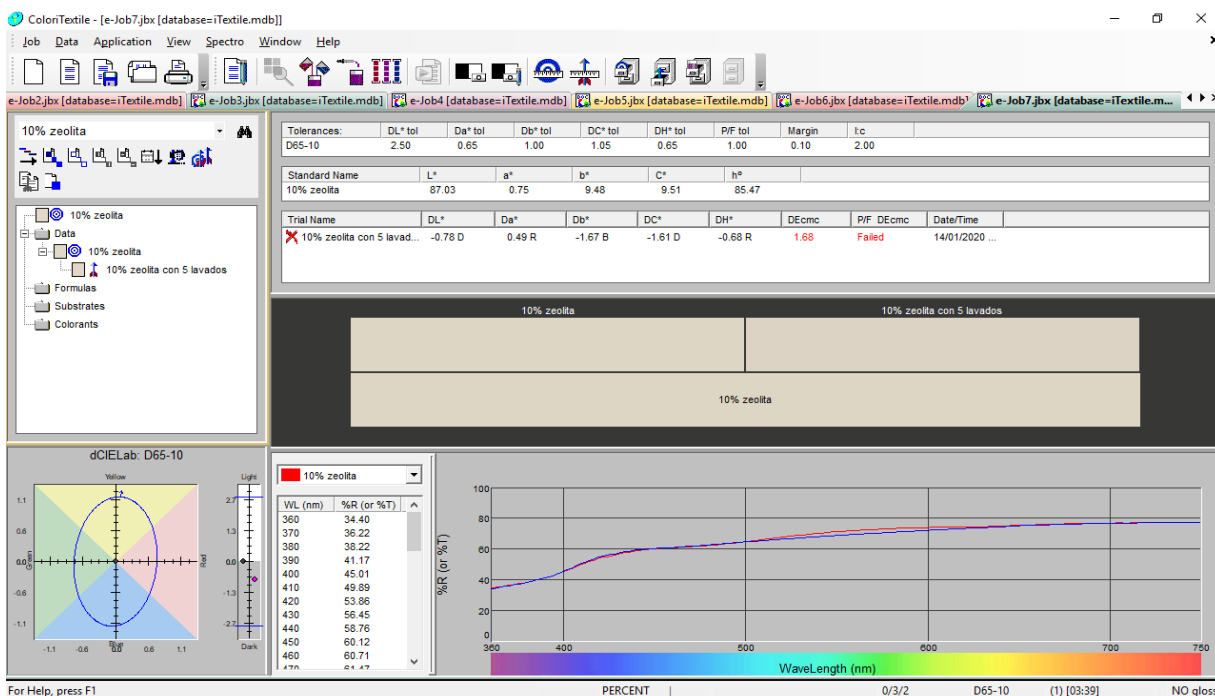 ColoriTextile - [e-Job7.jbx [database=iTextile.mdb]]
Job Data Application View Spectro Window Help
e-Job2.jbx [database=iTextile.mdb] e-Job3.jbx [database=iTextile.mdb] e-Job4 [database=iTextile.mdb] e-Job5.jbx [database=iTextile.mdb] e-Job6.jbx [database=iTextile.mdb] e-Job7.jbx [database=iTextile.m...
10% zeolita
10% zeolita
Data
10% zeolita
10% zeolita con 5 lavados
Formulas
Substrates
Colorants
Tolerances: DL* tol Da* tol Db* tol DC* tol DH* tol P/F tol Margin l:c
D65-10 2.50 0.65 1.00 1.05 0.65 1.00 0.10 2.00
Standard Name L* a* b* C* hº
10% zeolita 87.03 0.75 9.48 9.51 85.47
Trial Name DL* Da* Db* DC* DH* DEcmc P/F DEcmc Date/Time
10% zeolita con 5 lavad... -0.78 D 0.49 R -1.67 B -1.61 D -0.68 R 1.68 Failed 14/01/2020 ...
10% zeolita 10% zeolita con 5 lavados
10% zeolita
dCIELab: D65-10
Yellow
Light
1.1
0.6
0.0
-0.6
-1.1
Green
Red
Blue
-1.1 -0.6 0.0 0.6 1.1
2.7
1.3
0.0
-1.3
-2.7
Dark
10% zeolita
WL (nm) %R (or %T)
360 34.40
370 36.22
380 38.22
390 41.17
400 45.01
410 49.89
420 53.86
430 56.45
440 58.76
450 60.12
460 60.71
470 61.47
%R (or %T)
100
80
60
40
20
0
360 400 500 600 700 750
WaveLength (nm)
For Help, press F1 PERCENT 0/3/2 D65-10 (1) [03:39] NO gloss